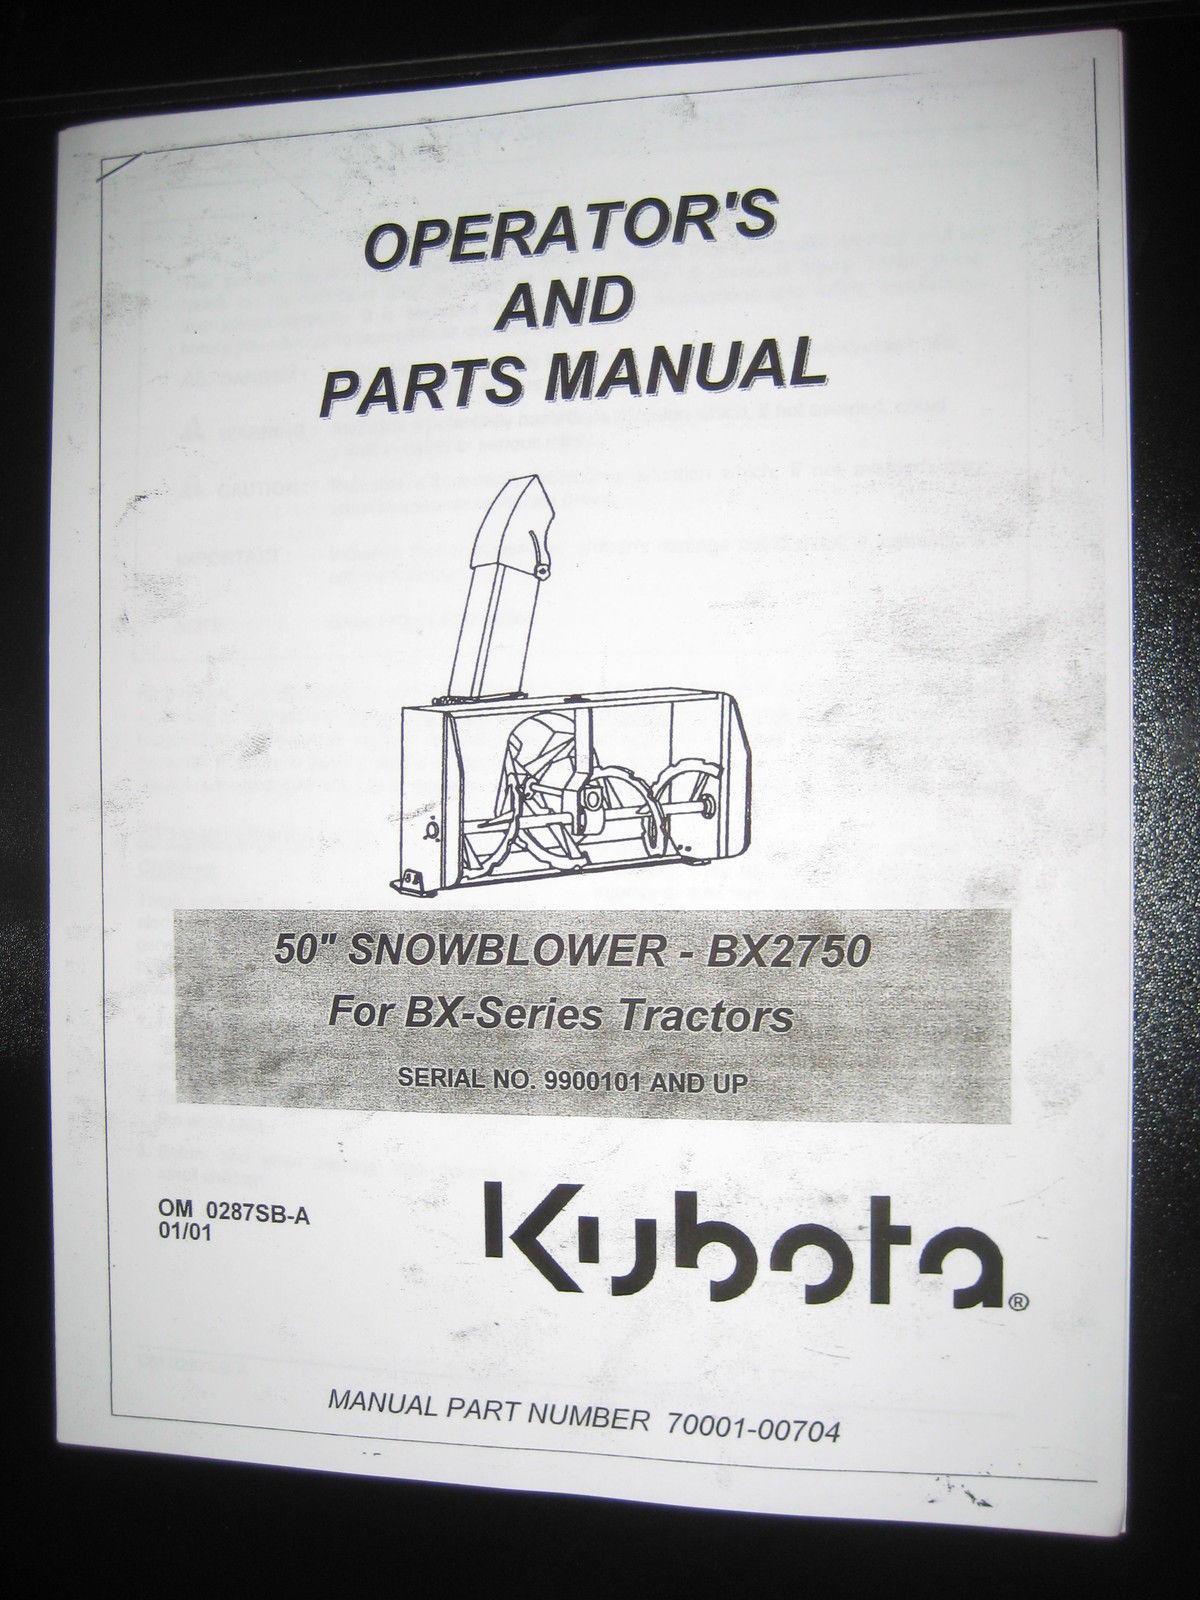 OPERATOR'S
AND
PARTS MANUAL
50" SNOWBLOWER - BX2750
For BX-Series Tractors
SERIAL NO. 9900101 AND UP
OM 0287SB-A
01/01
Kubota®
MANUAL PART NUMBER 70001-00704